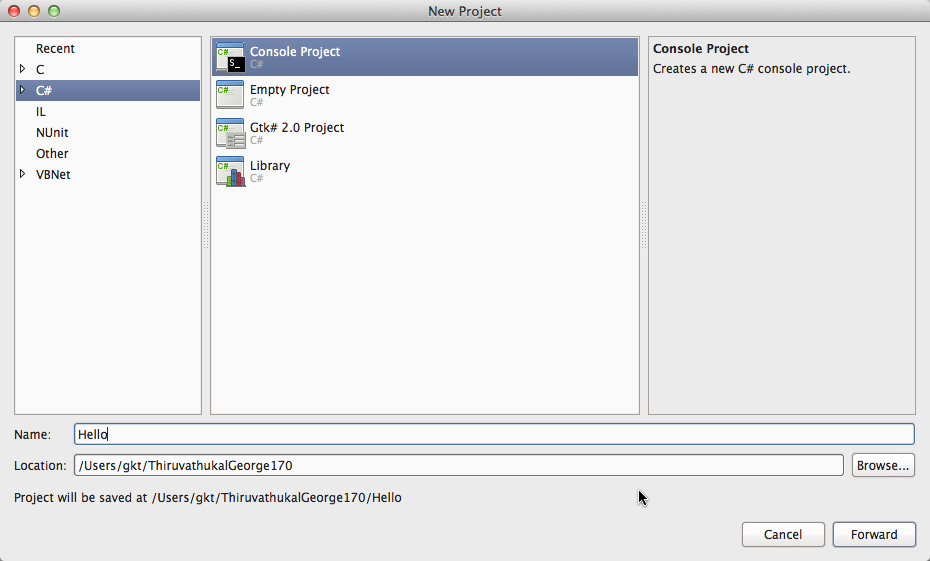 New Project
Recent
C
C#
IL
NUnit
Other
VBNet
C#
$_
Console Project
C#
C#
Empty Project
C#
C#
Gtk# 2.0 Project
C#
C#
Library
C#
Console Project
Creates a new C# console project.
Name: Hello
Location: /Users/gkt/ThiruvathukalGeorge170 Browse...
Project will be saved at /Users/gkt/ThiruvathukalGeorge170/Hello
Cancel Forward